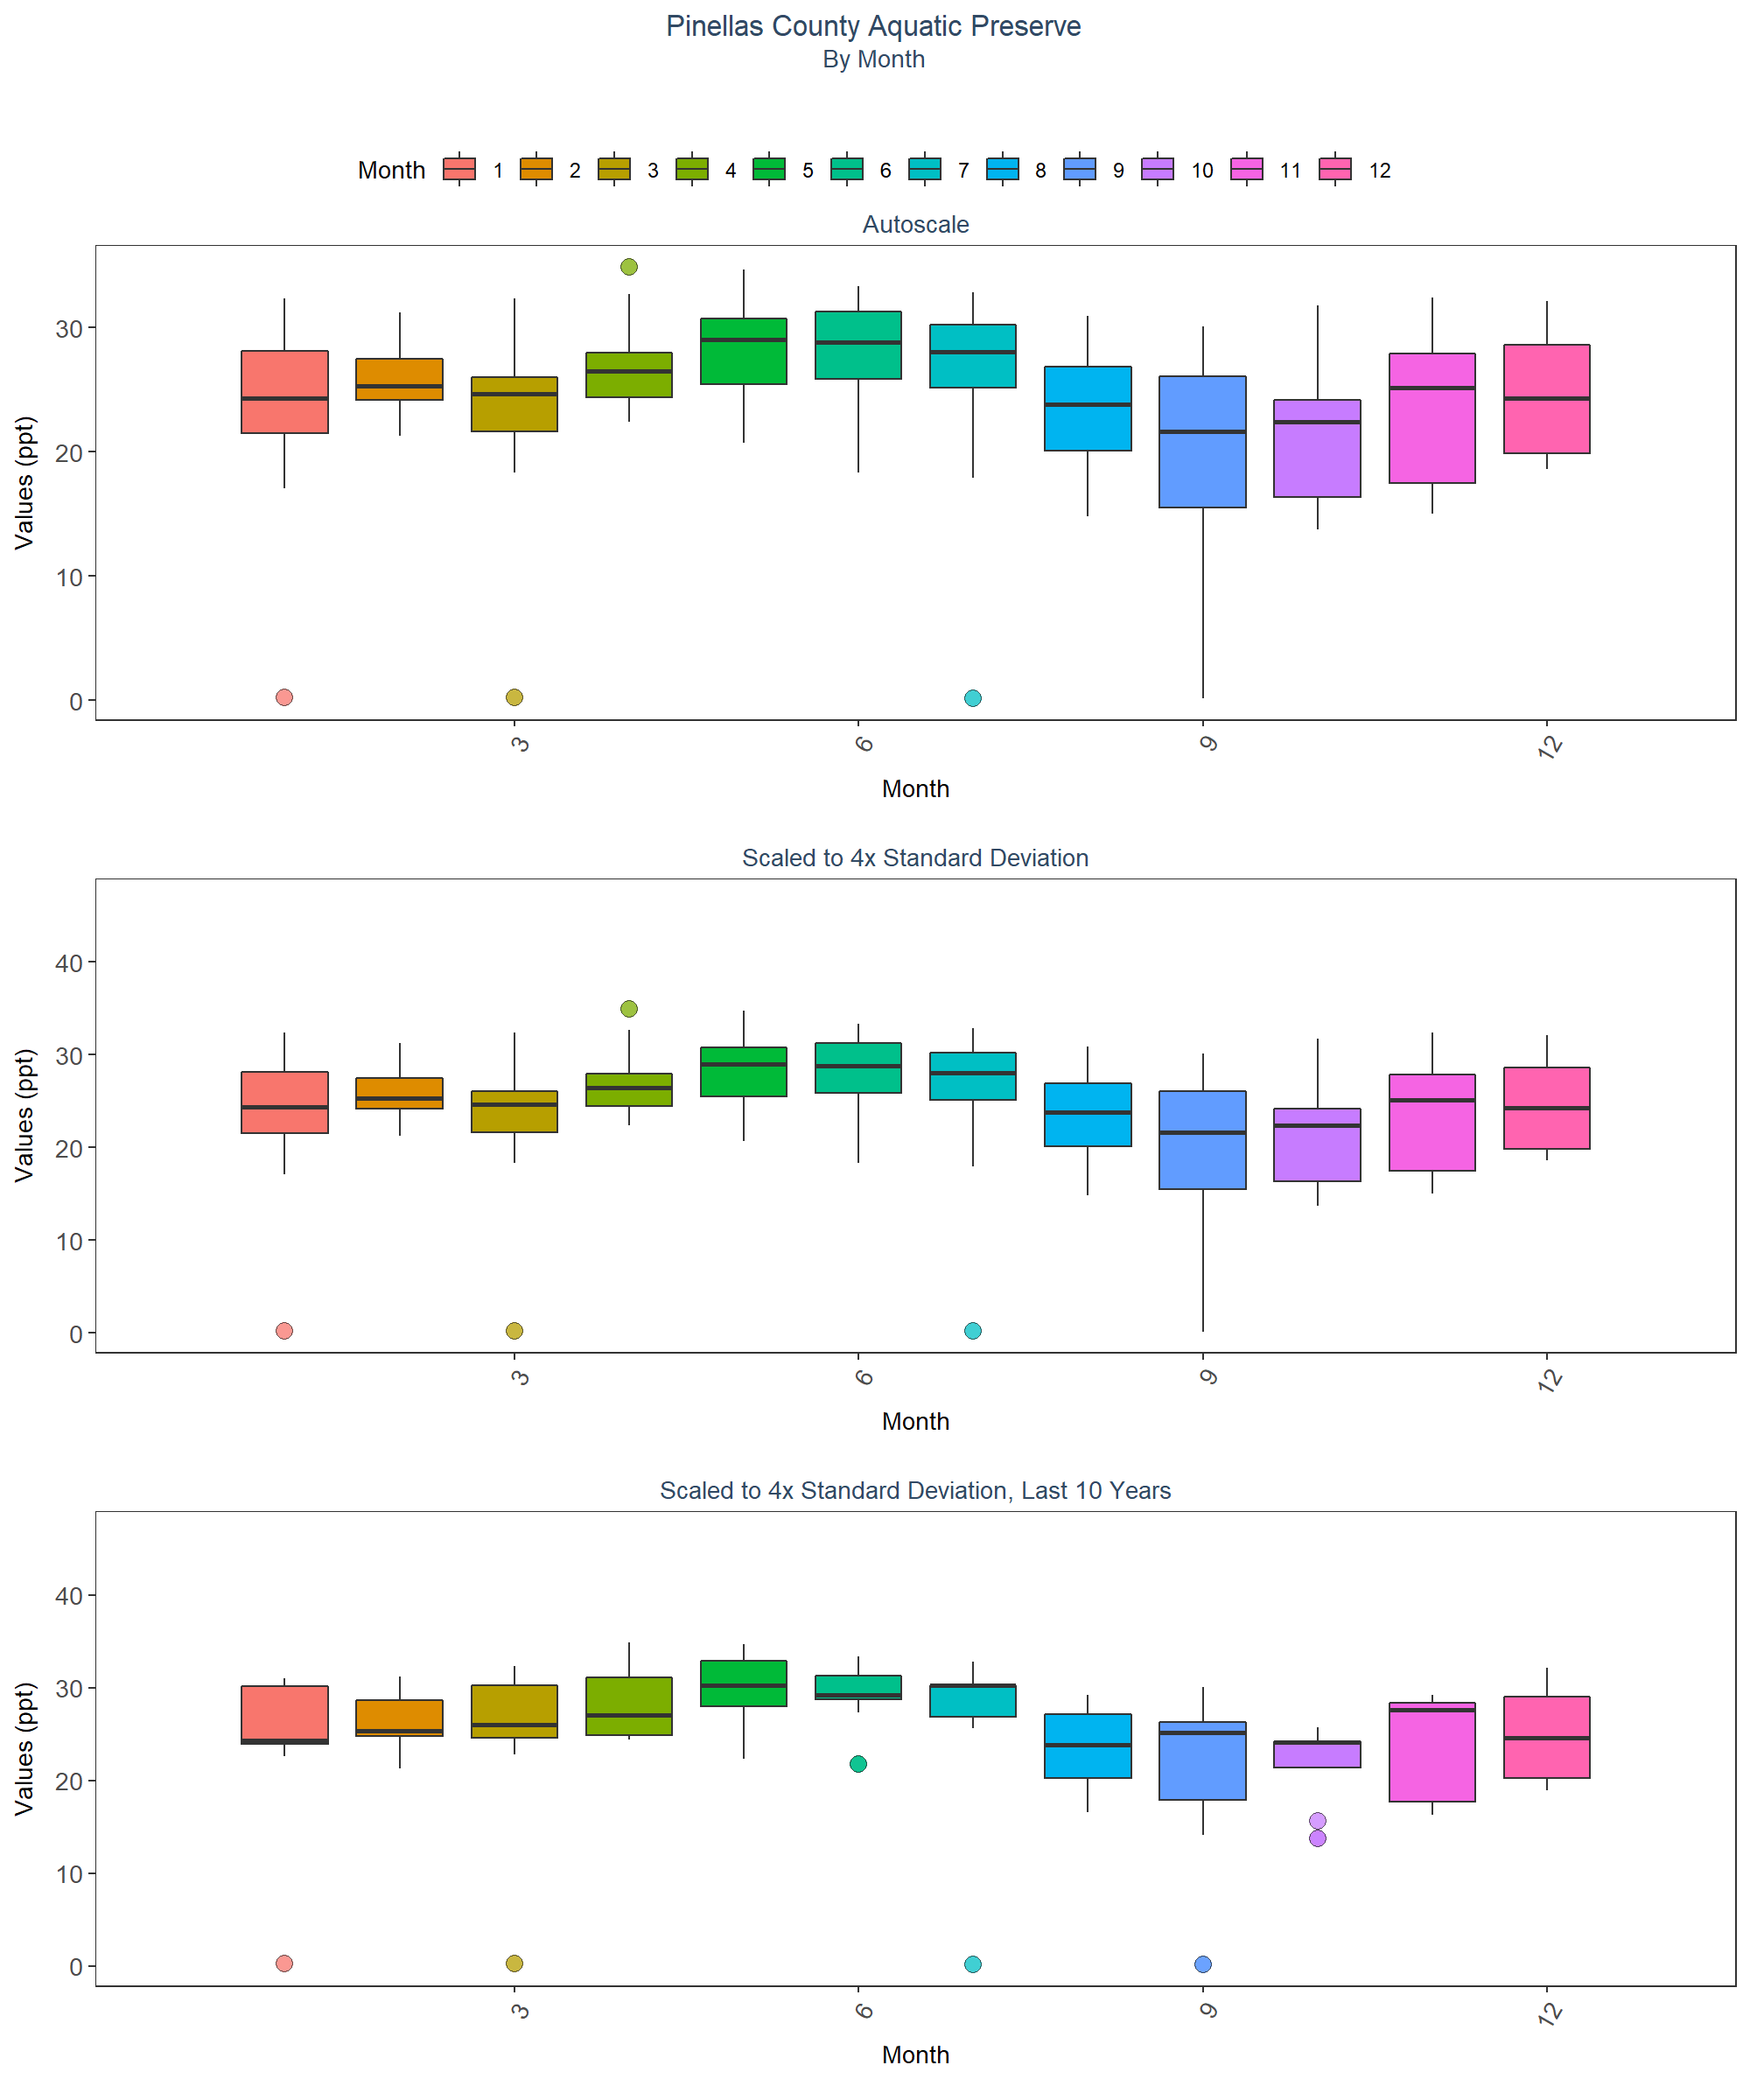 Pinellas County Aquatic Preserve
By Month
Month 1 2 3 4 5 6 7 8 9 10 11 12
Autoscale
Values (ppt)
30
20
10
0
3 6 9 12
Month
Scaled to 4x Standard Deviation
Values (ppt)
40
30
20
10
0
3 6 9 12
Month
Scaled to 4x Standard Deviation, Last 10 Years
Values (ppt)
40
30
20
10
0
3 6 9 12
Month